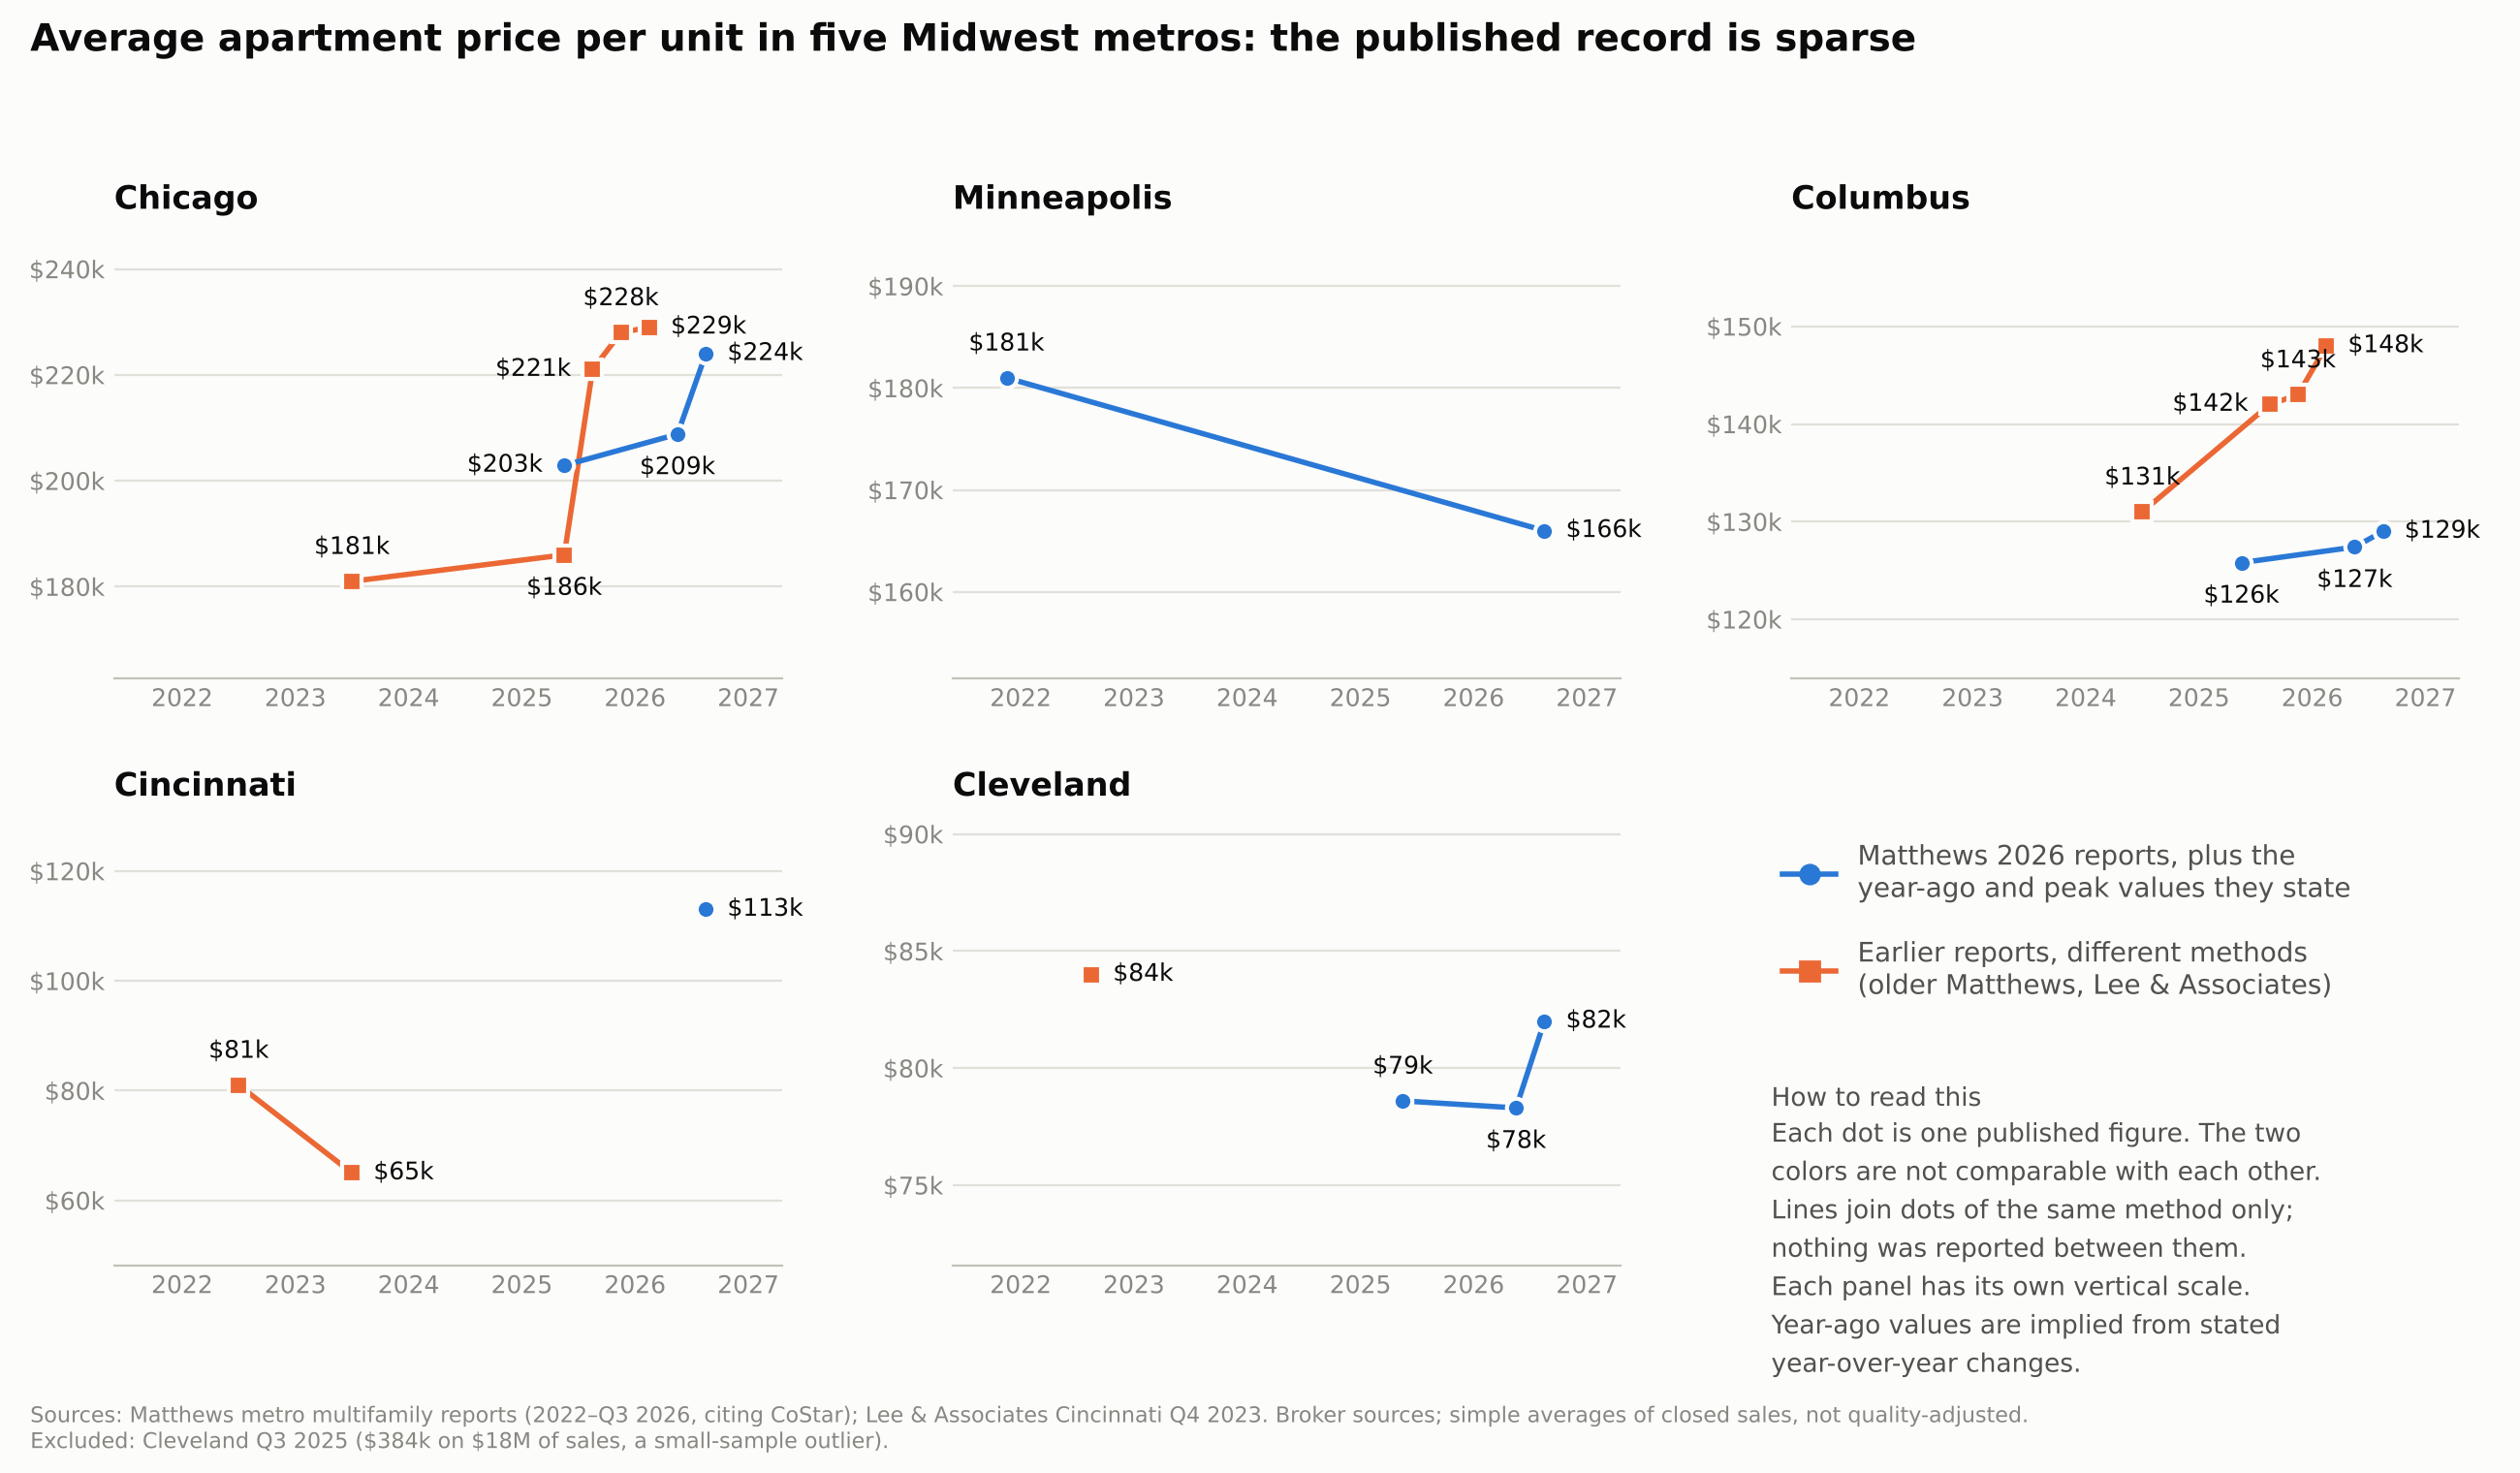 Average apartment price per unit in five Midwest metros: the published record is sparse
Chicago
$240k
$220k
$200k
$180k
$181k
$186k
$221k
$228k
$229k
$203k
$209k
$224k
2022 2023 2024 2025 2026 2027
Minneapolis
$190k
$180k
$170k
$160k
$181k
$166k
2022 2023 2024 2025 2026 2027
Columbus
$150k
$140k
$130k
$120k
$131k
$142k
$143k
$148k
$126k
$127k
$129k
2022 2023 2024 2025 2026 2027
Cincinnati
$120k
$100k
$80k
$60k
$81k
$65k
$113k
2022 2023 2024 2025 2026 2027
Cleveland
$90k
$85k
$80k
$75k
$84k
$79k
$78k
$82k
2022 2023 2024 2025 2026 2027
Matthews 2026 reports, plus the
year-ago and peak values they state
Earlier reports, different methods
(older Matthews, Lee & Associates)
How to read this
Each dot is one published figure. The two
colors are not comparable with each other.
Lines join dots of the same method only;
nothing was reported between them.
Each panel has its own vertical scale.
Year-ago values are implied from stated
year-over-year changes.
Sources: Matthews metro multifamily reports (2022–Q3 2026, citing CoStar); Lee & Associates Cincinnati Q4 2023. Broker sources; simple averages of closed sales, not quality-adjusted.
Excluded: Cleveland Q3 2025 ($384k on $18M of sales, a small-sample outlier).